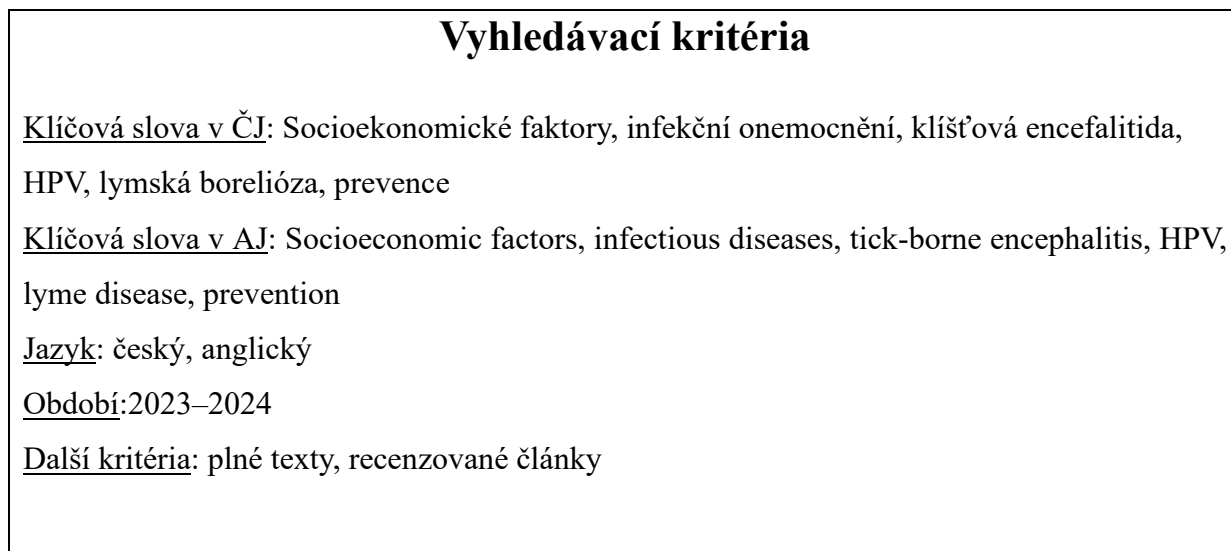 Vyhledávací kritéria
Klíčová slova v ČJ: Socioekonomické faktory, infekční onemocnění, klíšťová encefalitida,
HPV, lymská borelióza, prevence
Klíčová slova v AJ: Socioeconomic factors, infectious diseases, tick-borne encephalitis, HPV,
lyme disease, prevention
Jazyk: český, anglický
Období:2023–2024
Další kritéria: plné texty, recenzované články